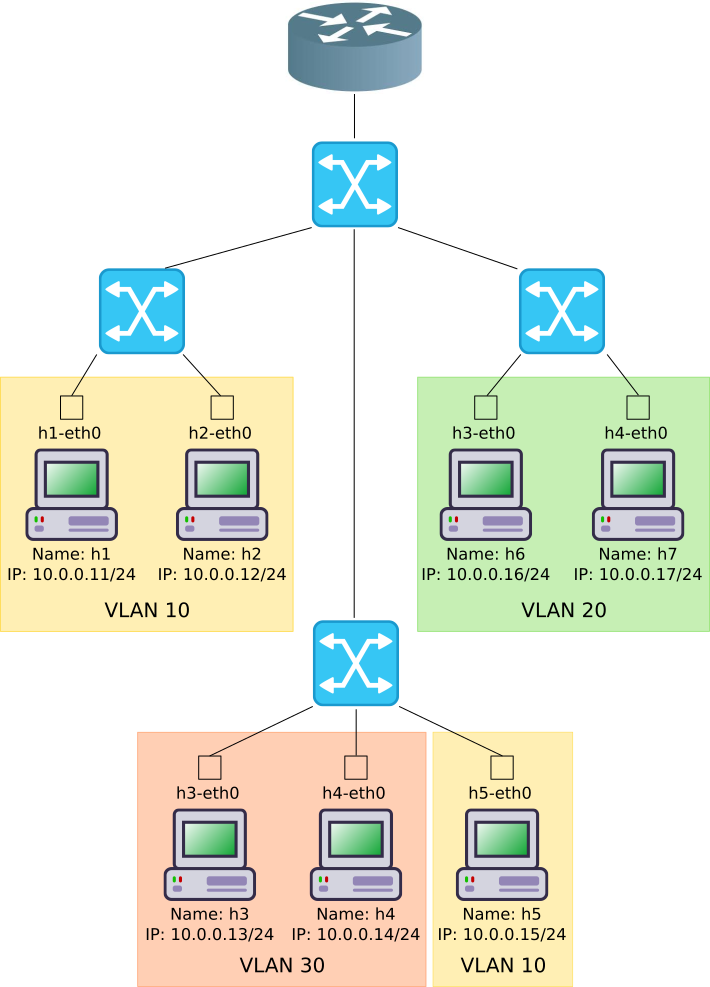 h1-eth0
h2-eth0
Name: h1
IP: 10.0.0.11/24
Name: h2
IP: 10.0.0.12/24
VLAN 10
h3-eth0
h4-eth0
Name: h6
IP: 10.0.0.16/24
Name: h7
IP: 10.0.0.17/24
VLAN 20
h3-eth0
h4-eth0
Name: h3
IP: 10.0.0.13/24
Name: h4
IP: 10.0.0.14/24
VLAN 30
h5-eth0
Name: h5
IP: 10.0.0.15/24
VLAN 10